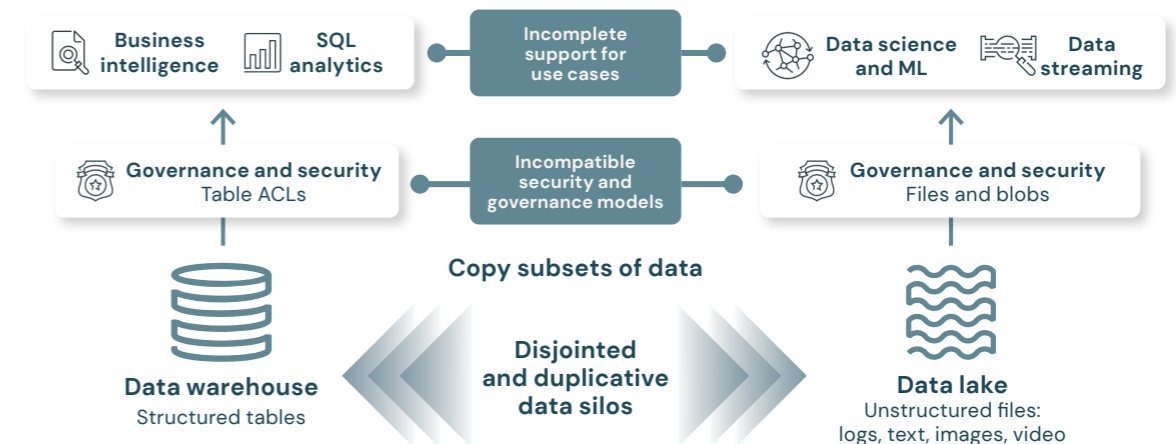 Business
intelligence
SQL
analytics
Incomplete
support for
use cases
Data science
and ML
Data
streaming
Governance and security
Table ACLs
Incompatible
security and
governance models
Governance and security
Files and blobs
Copy subsets of data
Disjointed
and duplicative
data silos
Data warehouse
Structured tables
Data lake
Unstructured files:
logs, text, images, video